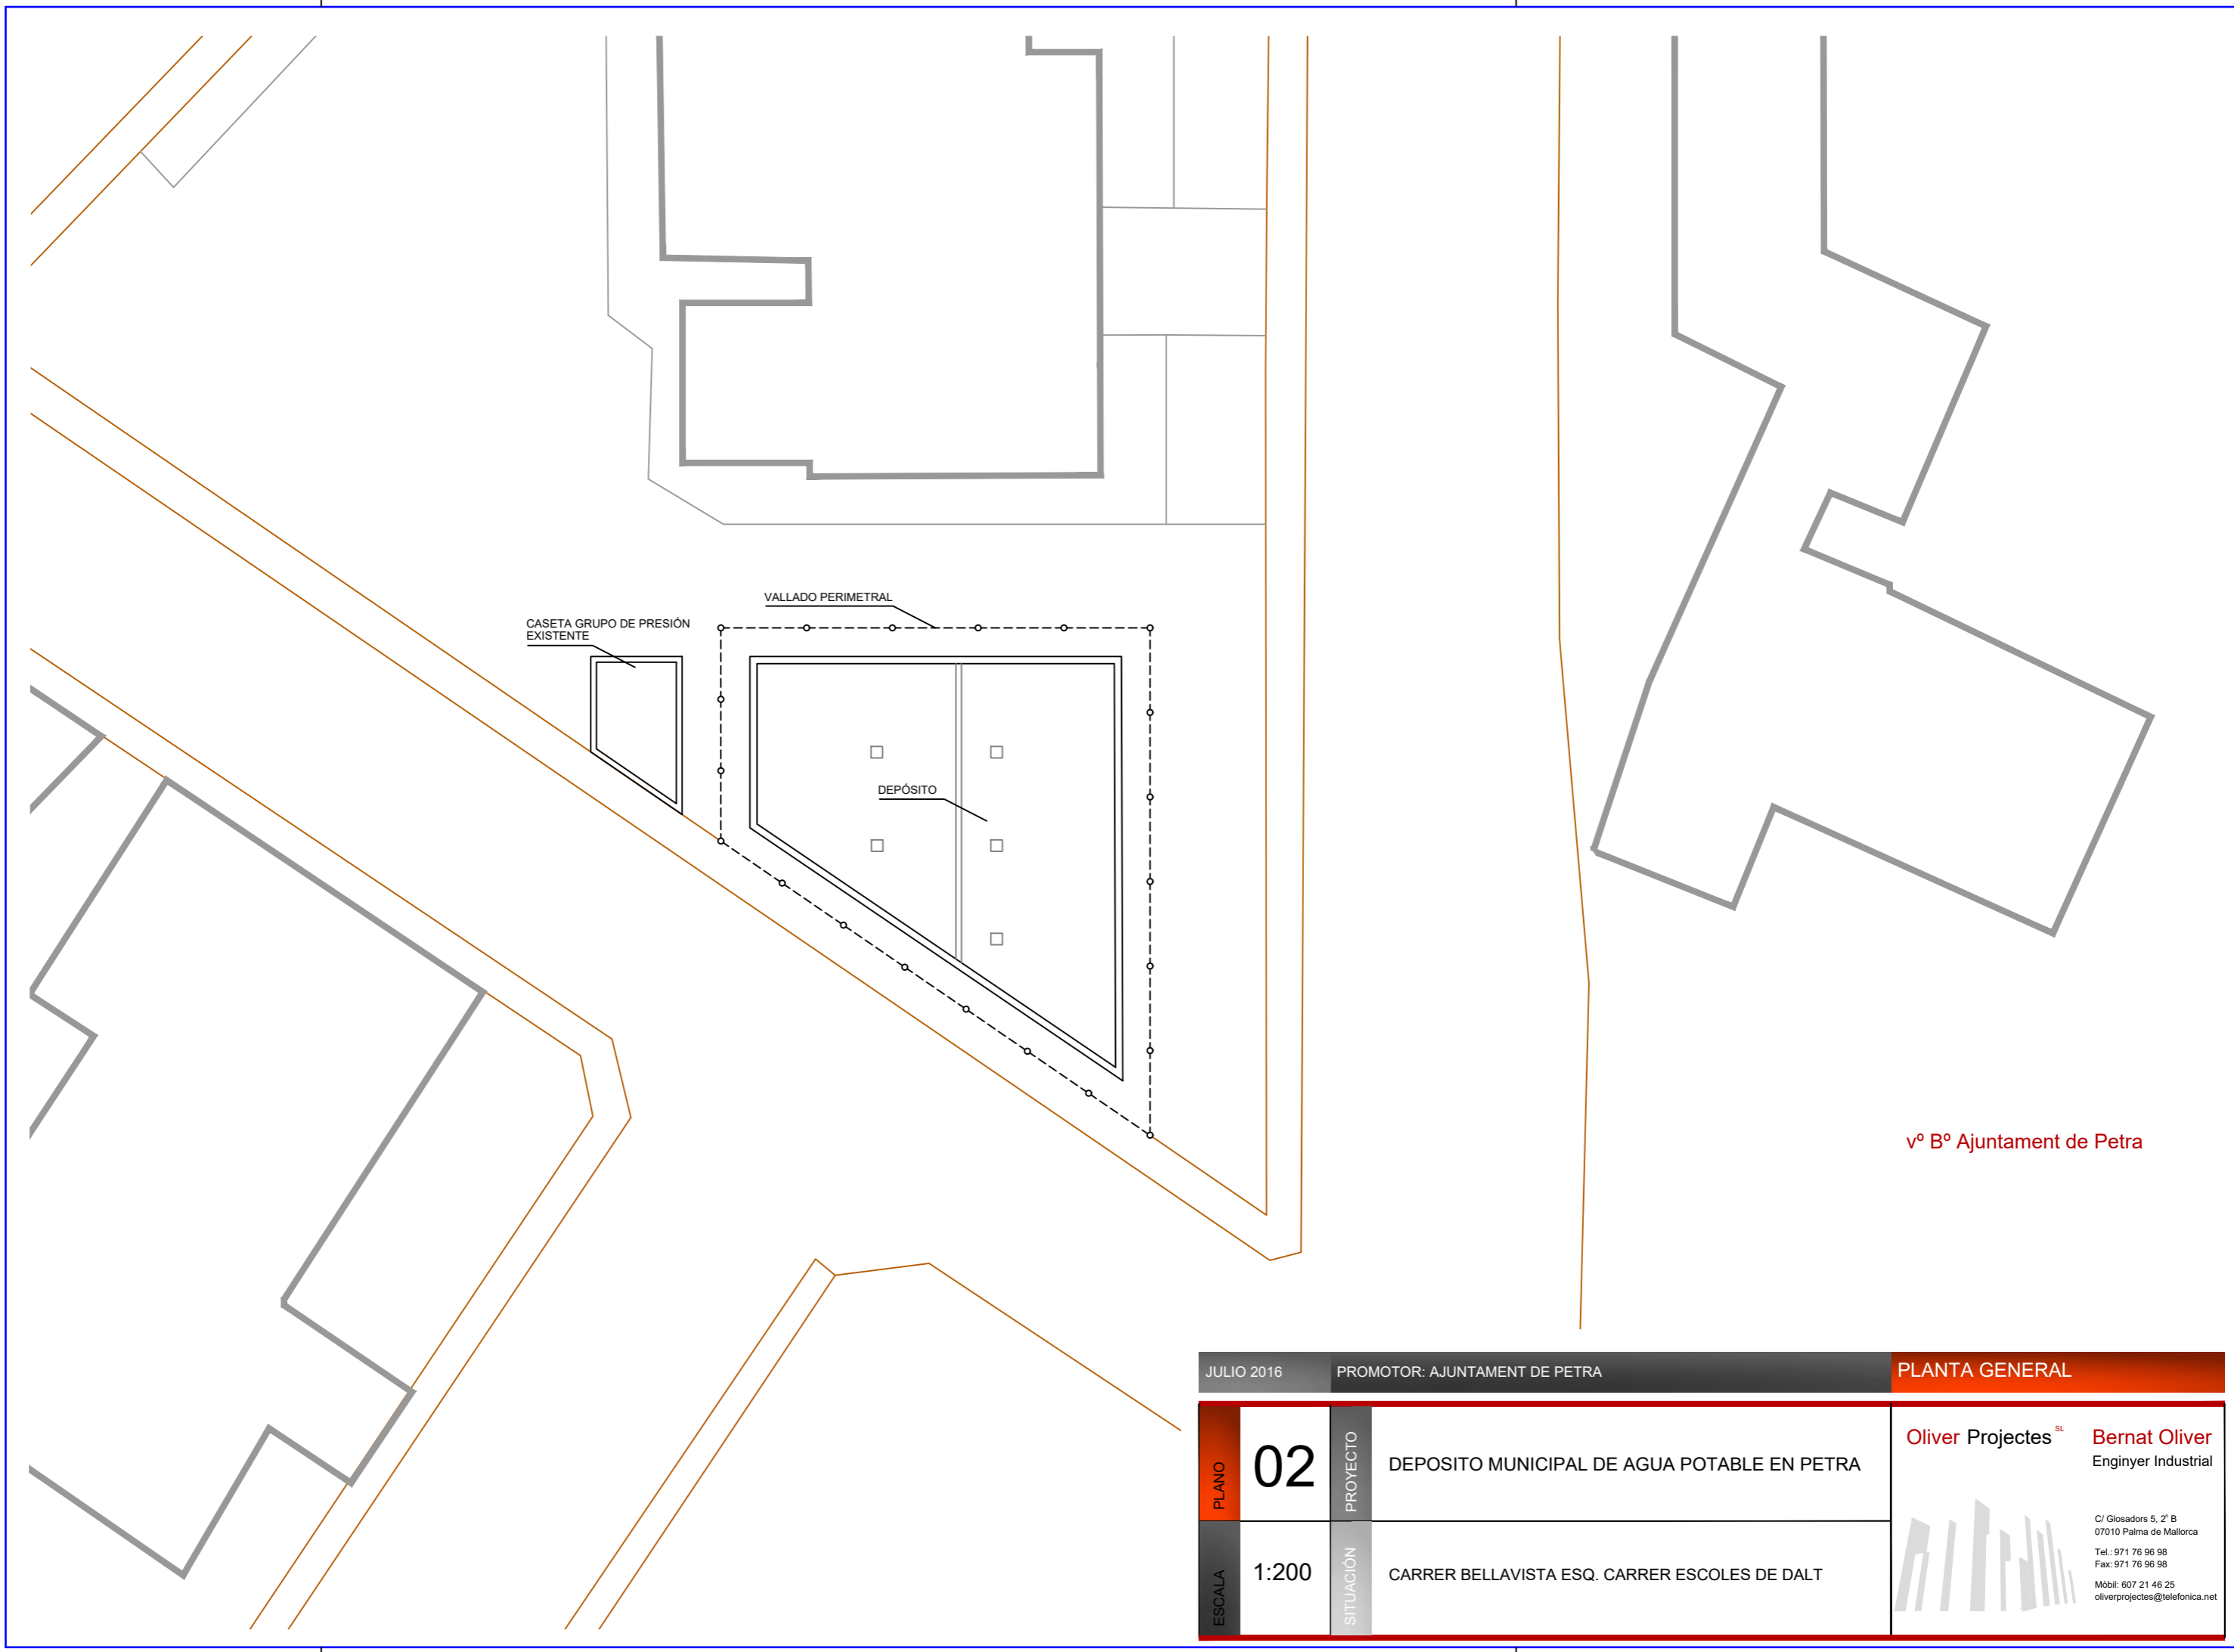 VALLADO PERIMETRAL
CASETA GRUPO DE PRESIÓN
EXISTENTE
DEPÓSITO
vº Bº Ajuntament de Petra
JULIO 2016
PROMOTOR: AJUNTAMENT DE PETRA
PLANTA GENERAL
PLANO
02
PROYECTO
DEPOSITO MUNICIPAL DE AGUA POTABLE EN PETRA
ESCALA
1:200
SITUACIÓN
CARRER BELLAVISTA ESQ. CARRER ESCOLES DE DALT
Oliver Projectes SL
Bernat Oliver
Enginyer Industrial
C/ Glosadors 5, 2º B
07010 Palma de Mallorca
Tel.: 971 76 96 98
Fax: 971 76 96 98
Mòbil: 607 21 46 25
oliverprojectes@telefonica.net